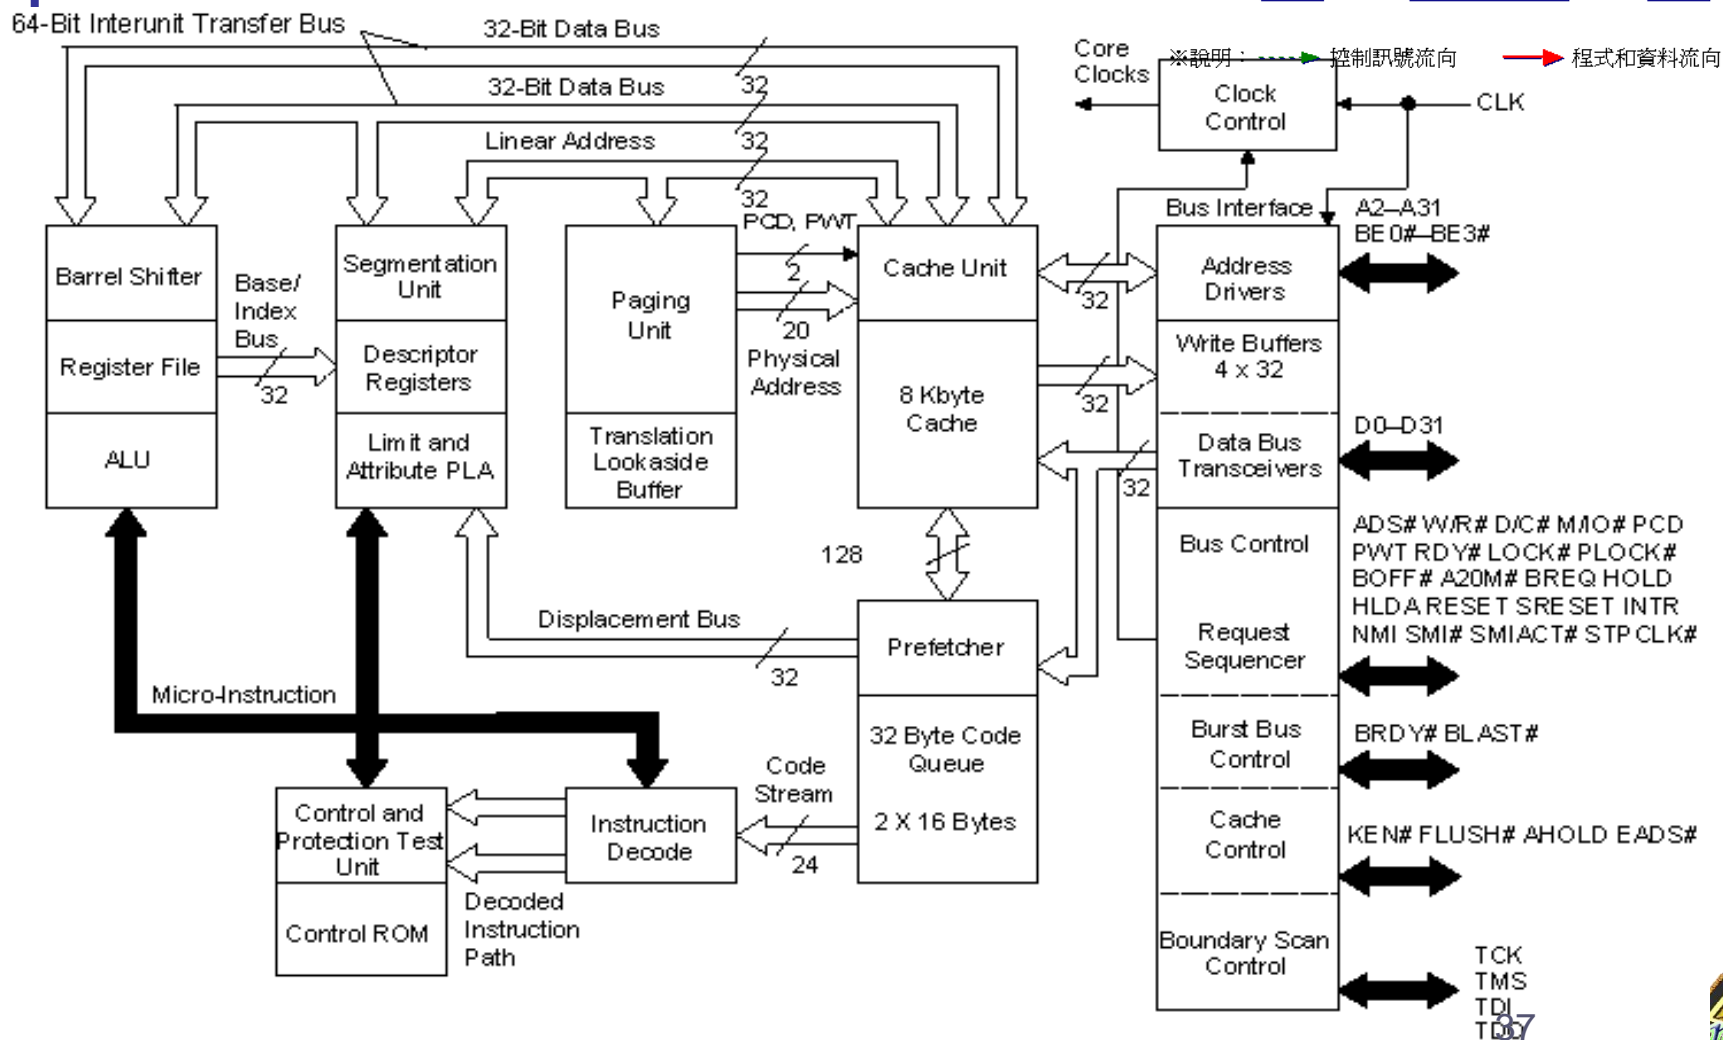 64-Bit Interunit Transfer Bus
32-Bit Data Bus
32
32-Bit Data Bus
32
Linear Address
32
32
Core
Clocks
※說明：
控制訊號流向
程式和資料流向
Clock
Control
CLK
PCD, PWT
2
20
Physical
Address
Bus Interface
A2–A31
BE0#–BE3#
Barrel Shifter
Register File
ALU
Base/
Index
Bus
32
Segmentation
Unit
Descriptor
Registers
Limit and
Attribute PLA
Paging
Unit
Translation
Lookaside
Buffer
Cache Unit
8 Kbyte
Cache
32
32
32
Address
Drivers
Write Buffers
4 x 32
Data Bus
Transceivers
D0–D31
Bus Control
Request
Sequencer
ADS# W/R# D/C# M/IO# PCD
PWT RDY# LOCK# PLOCK#
BOFF# A20M# BREQ HOLD
HLDA RESET SRESET INTR
NMI SMI# SMIACT# STPCLK#
128
Displacement Bus
32
Prefetcher
Micro-Instruction
32 Byte Code
Queue
2 X 16 Bytes
Code
Stream
24
Burst Bus
Control
BRDY# BLAST#
Control and
Protection Test
Unit
Control ROM
Instruction
Decode
Decoded
Instruction
Path
Cache
Control
KEN# FLUSH# AHOLD EADS#
Boundary Scan
Control
TCK
TMS
TDI
TDO
37